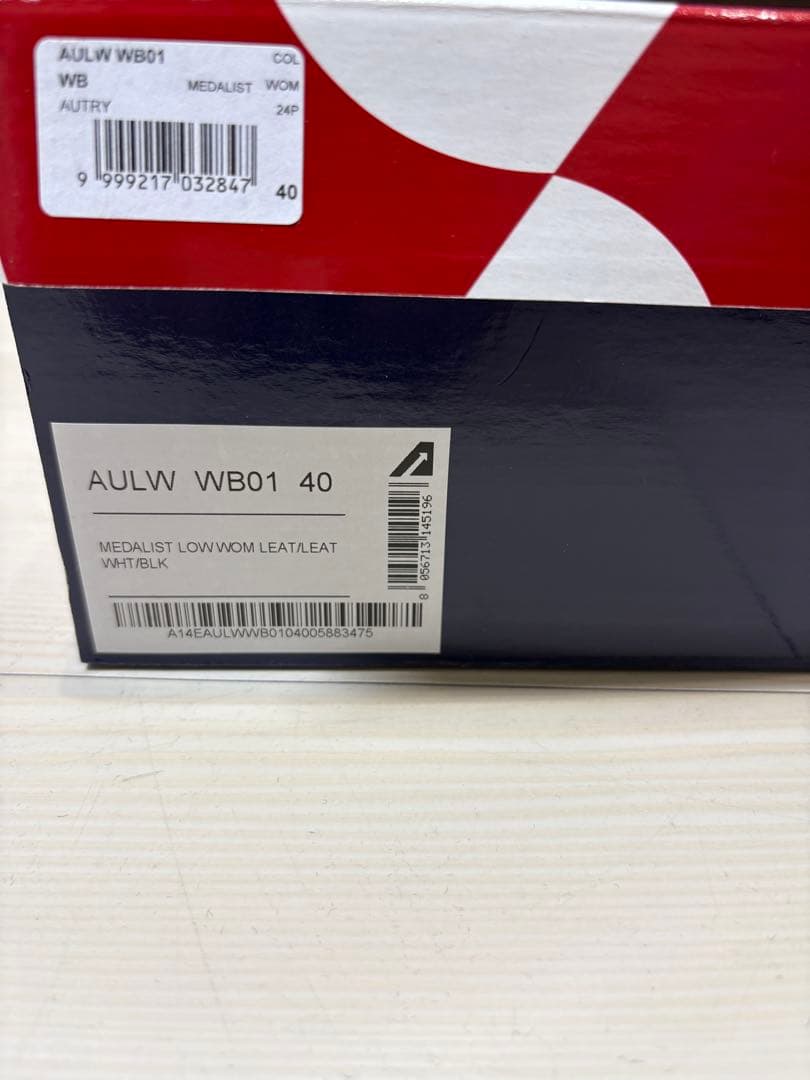 AULW WB01 COL
WB MEDALIST WOM
AUTRY 24P
9 999217 032847 40
AULW WB01 40
MEDALIST LOW WOM LEAT/LEAT
WHT/BLK
A14EAULWWB0104005883475
8 056713 145196